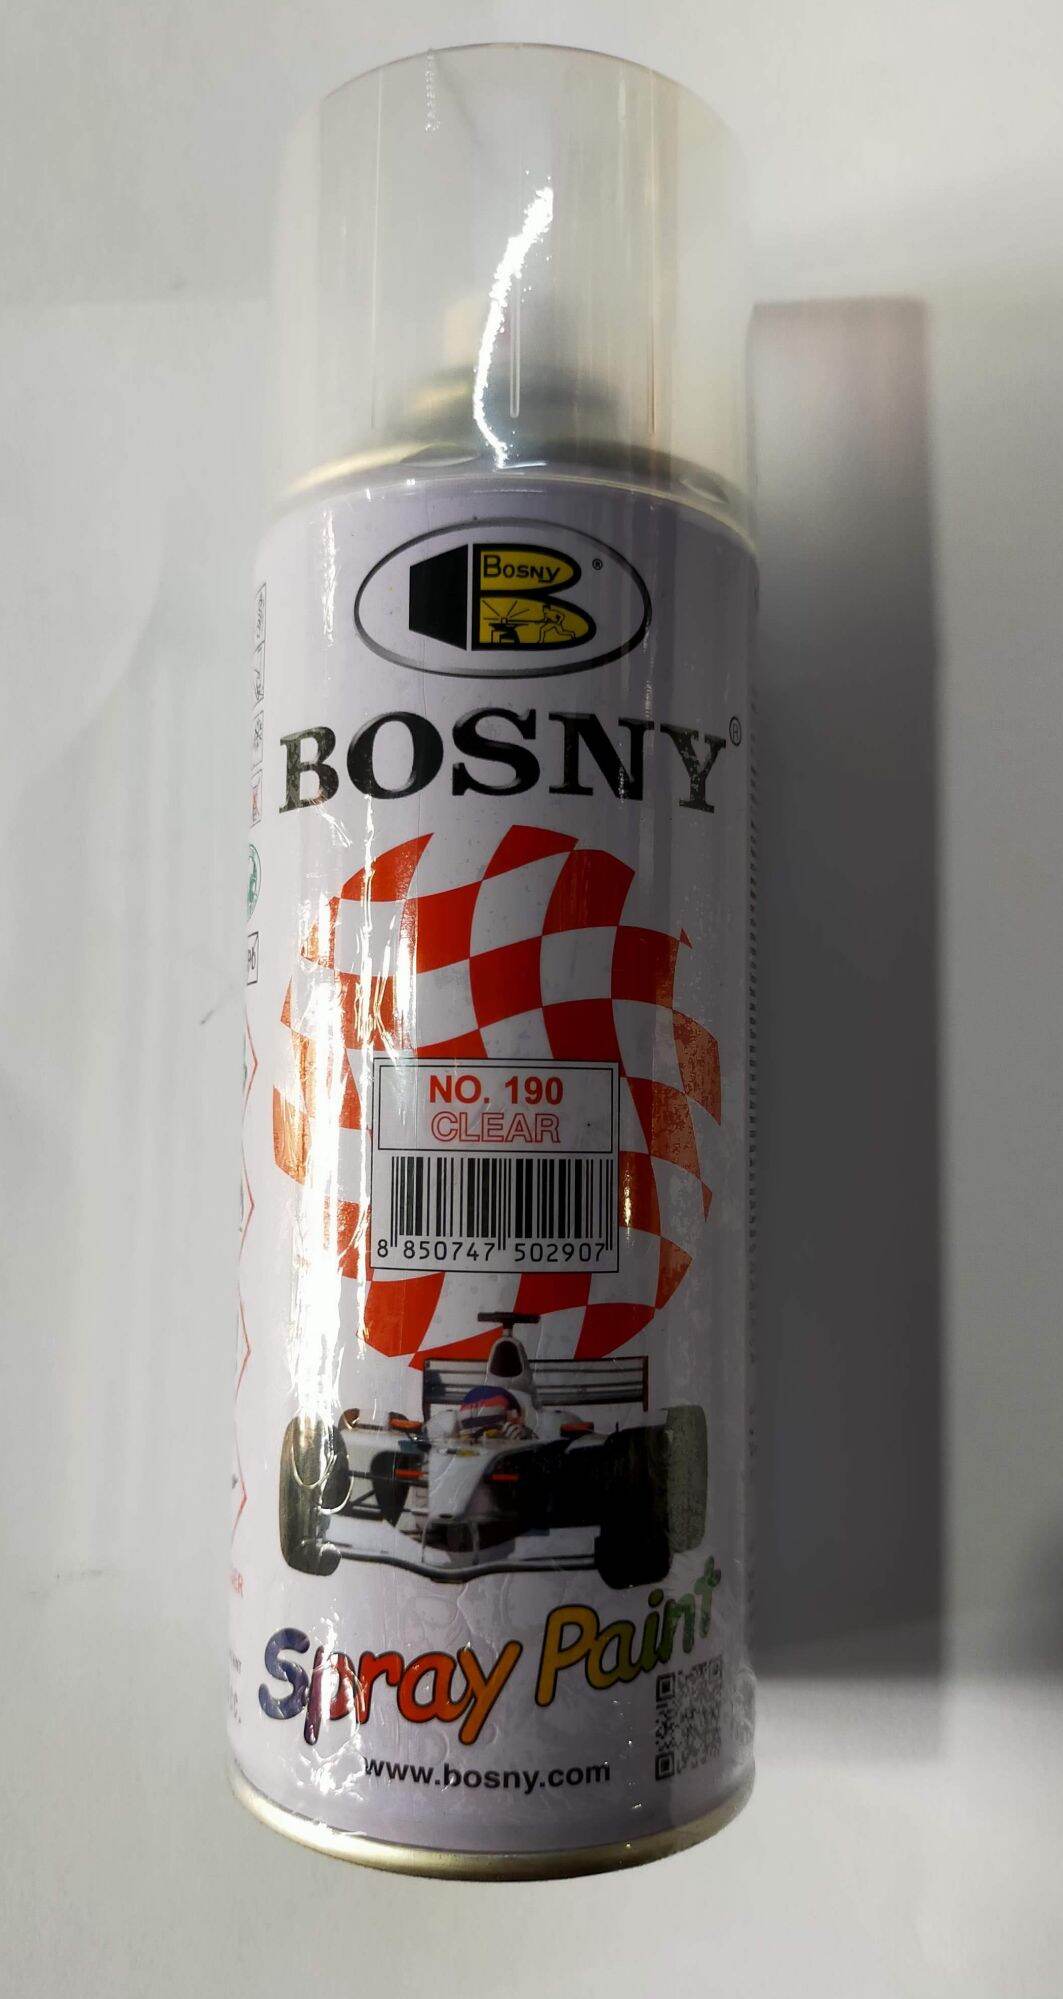 BOSNY
®
BOSNY®
NO. 190
CLEAR
8 850747 502907
Spray Paint
www.bosny.com